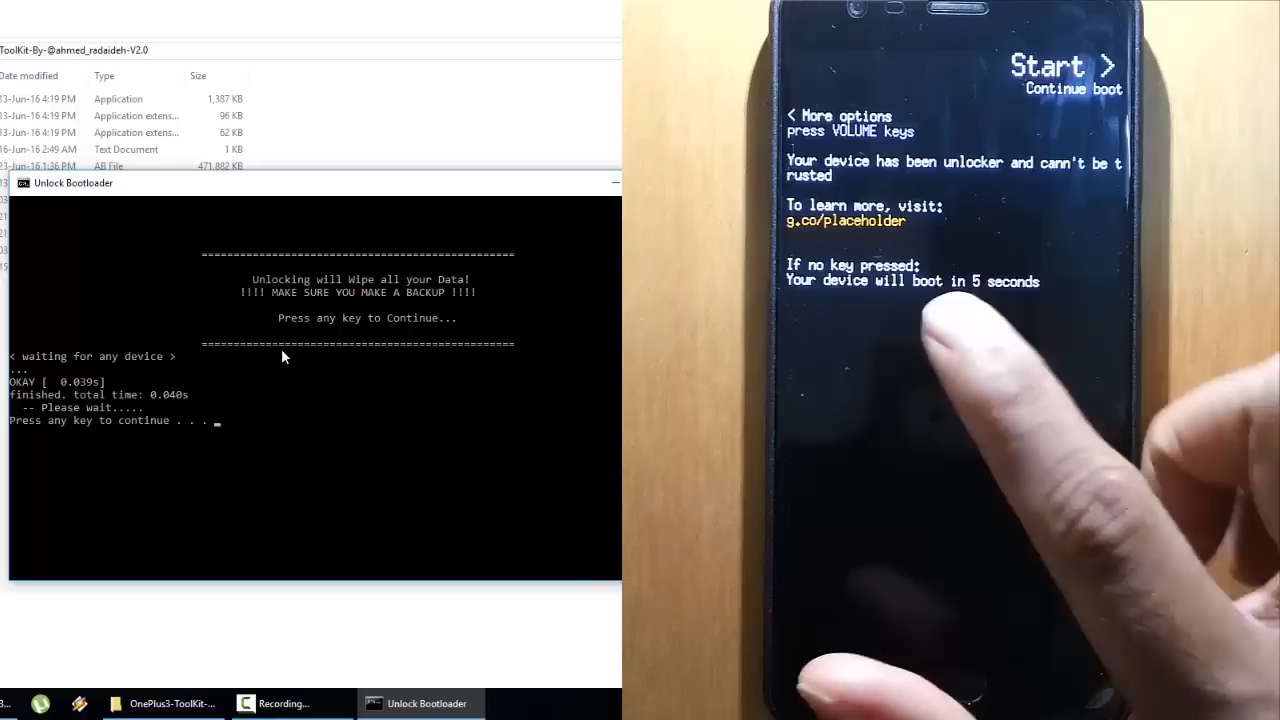 ToolKit-By-@ahmed_radaideh-V2.0
Date modified Type Size
13-Jun-16 4:19 PM Application 1,387 KB
13-Jun-16 4:19 PM Application extens... 96 KB
13-Jun-16 4:19 PM Application extens... 62 KB
16 2:49 AM Text Document 1 KB
23-Jun-16 1:36 PM AB File 471,882 KB
Unlock Bootloader
==================================================
Unlocking will Wipe all your Data!
!!!! MAKE SURE YOU MAKE A BACKUP !!!!
Press any key to Continue...
==================================================
< waiting for any device >
...
OKAY [ 0.039s]
finished. total time: 0.040s
-- Please wait.....
Press any key to continue . . .
3...
OnePlus3-ToolKit-...
Recording...
Unlock Bootloader
Start >
Continue boot
< More options
press VOLUME keys
Your device has been unlocker and cann't be t
rusted
To learn more, visit:
g.co/placeholder
If no key pressed:
Your device will boot in 5 seconds